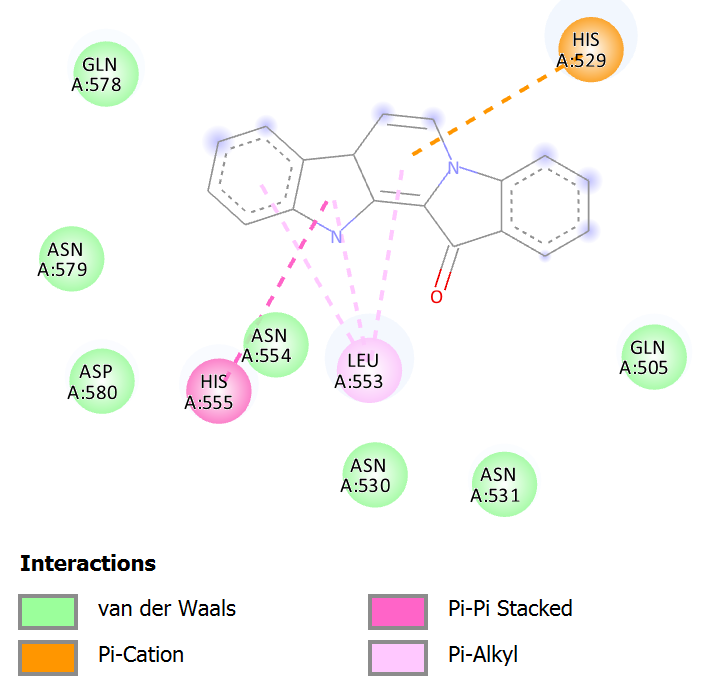 HIS
A:529
GLN
A:578
N
ASN
A:579
N
O
ASN
A:554
GLN
A:505
LEU
A:553
ASP
A:580
HIS
A:555
ASN
A:530
ASN
A:531
Interactions
van der Waals
Pi-Pi Stacked
Pi-Cation
Pi-Alkyl